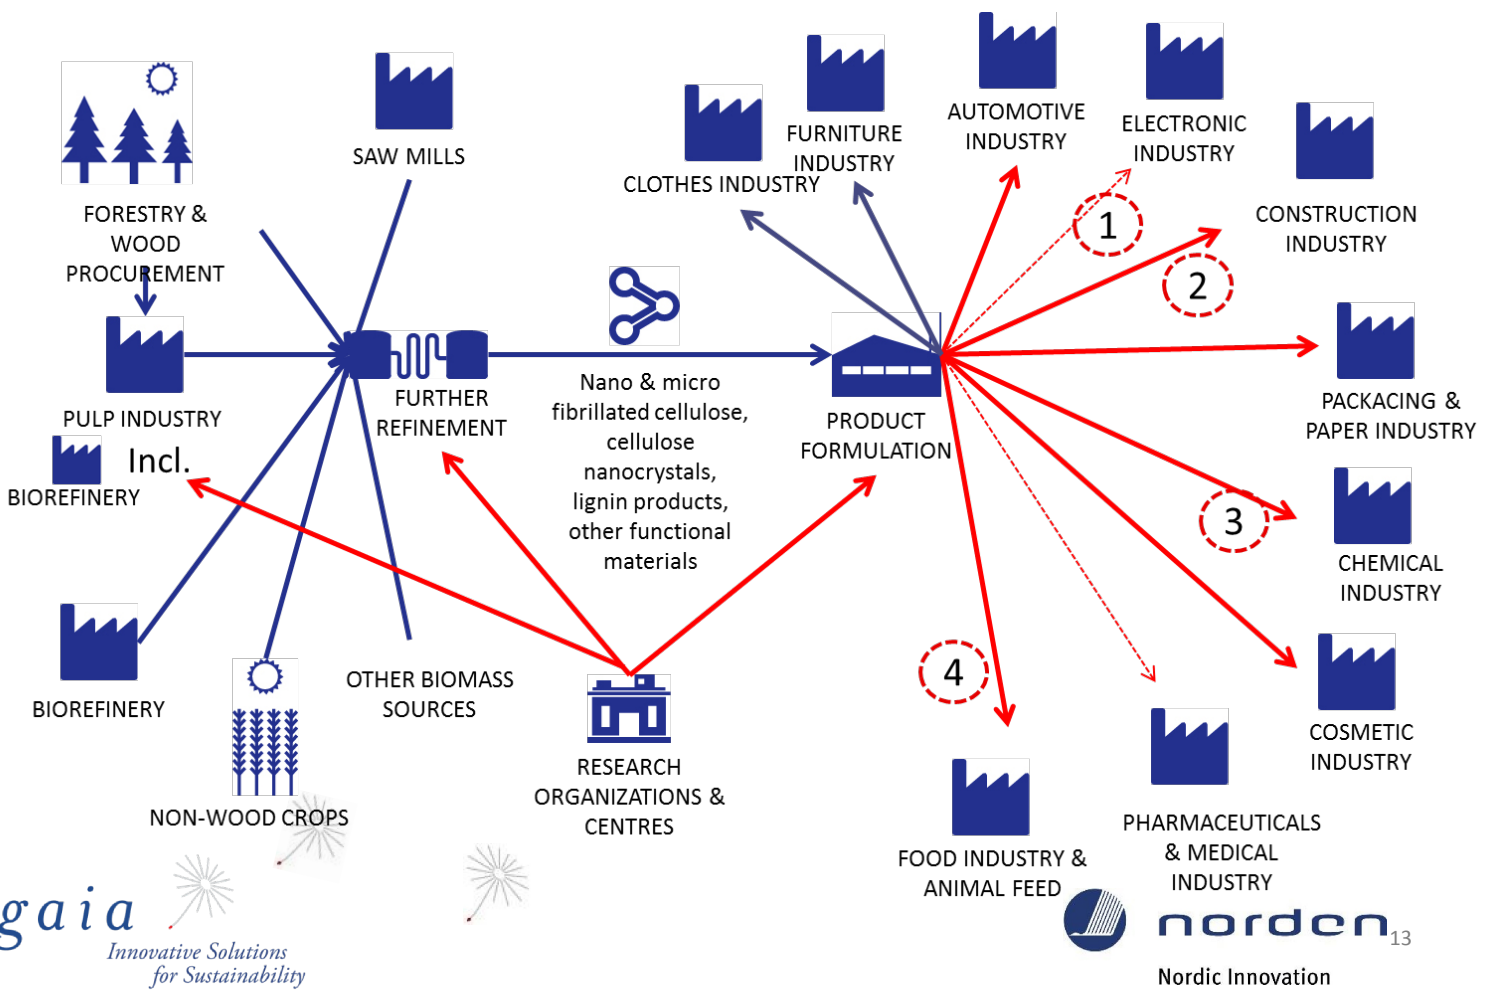 SAW MILLS
FORESTRY &
WOOD
PROCUREMENT
PULP INDUSTRY
Incl.
BIOREFINERY
BIOREFINERY
NON-WOOD CROPS
OTHER BIOMASS
SOURCES
FURTHER
REFINEMENT
Nano & micro
fibrillated cellulose,
cellulose
nanocrystals,
lignin products,
other functional
materials
RESEARCH
ORGANIZATIONS &
CENTRES
PRODUCT
FORMULATION
CLOTHES INDUSTRY
FURNITURE
INDUSTRY
AUTOMOTIVE
INDUSTRY
ELECTRONIC
INDUSTRY
1
CONSTRUCTION
INDUSTRY
2
PACKACING &
PAPER INDUSTRY
3
CHEMICAL
INDUSTRY
COSMETIC
INDUSTRY
4
PHARMACEUTICALS
& MEDICAL
INDUSTRY
FOOD INDUSTRY &
ANIMAL FEED
gaia
Innovative Solutions
for Sustainability
norden
Nordic Innovation
13